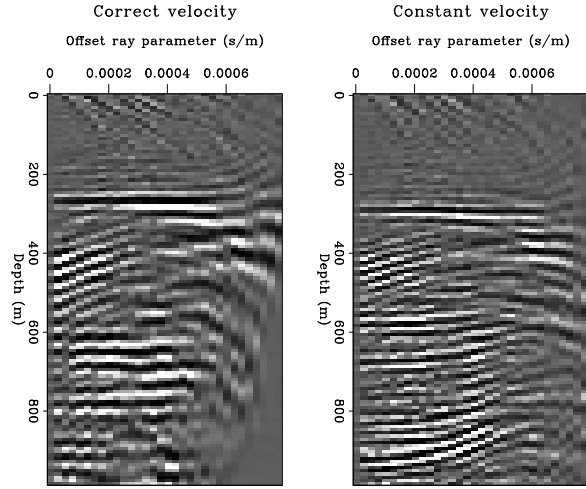 Correct velocity
Offset ray parameter (s/m)
0 0.0002 0.0004 0.0006
0
200
400
600
800
Depth (m)
Constant velocity
Offset ray parameter (s/m)
0 0.0002 0.0004 0.0006
0
200
400
600
800
Depth (m)